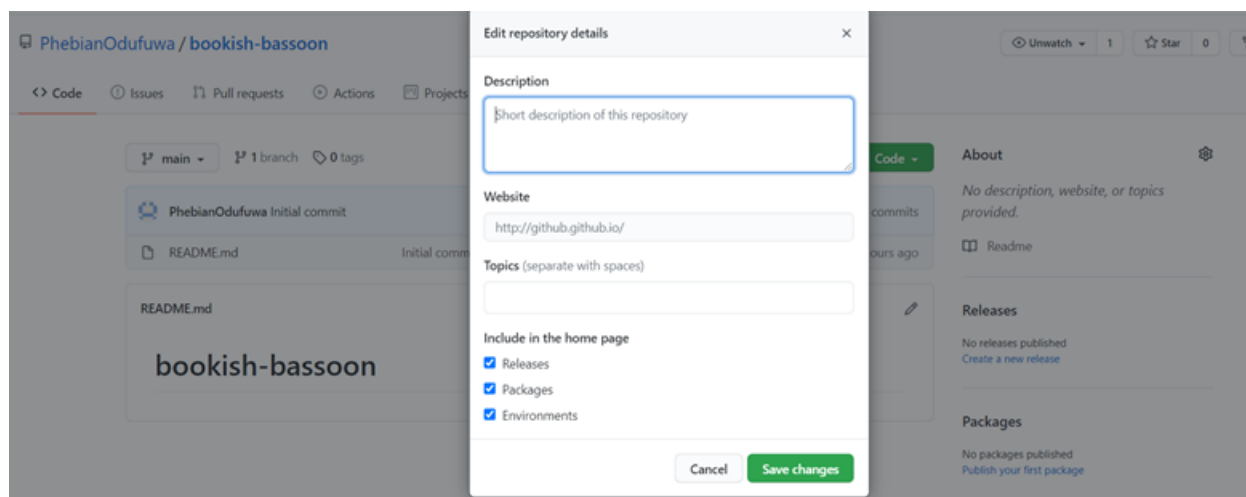 PhebianOdufuwa / bookish-bassoon
Unwatch 1 Star 0
Code Issues Pull requests Actions Projects
main 1 branch 0 tags Code
PhebianOdufuwa Initial commit commits
README.md Initial comm ours ago
README.md
bookish-bassoon
Edit repository details
Description
Short description of this repository
Website
http://github.github.io/
Topics (separate with spaces)
Include in the home page
Releases
Packages
Environments
Cancel Save changes
About
No description, website, or topics
provided.
Readme
Releases
No releases published
Create a new release
Packages
No packages published
Publish your first package